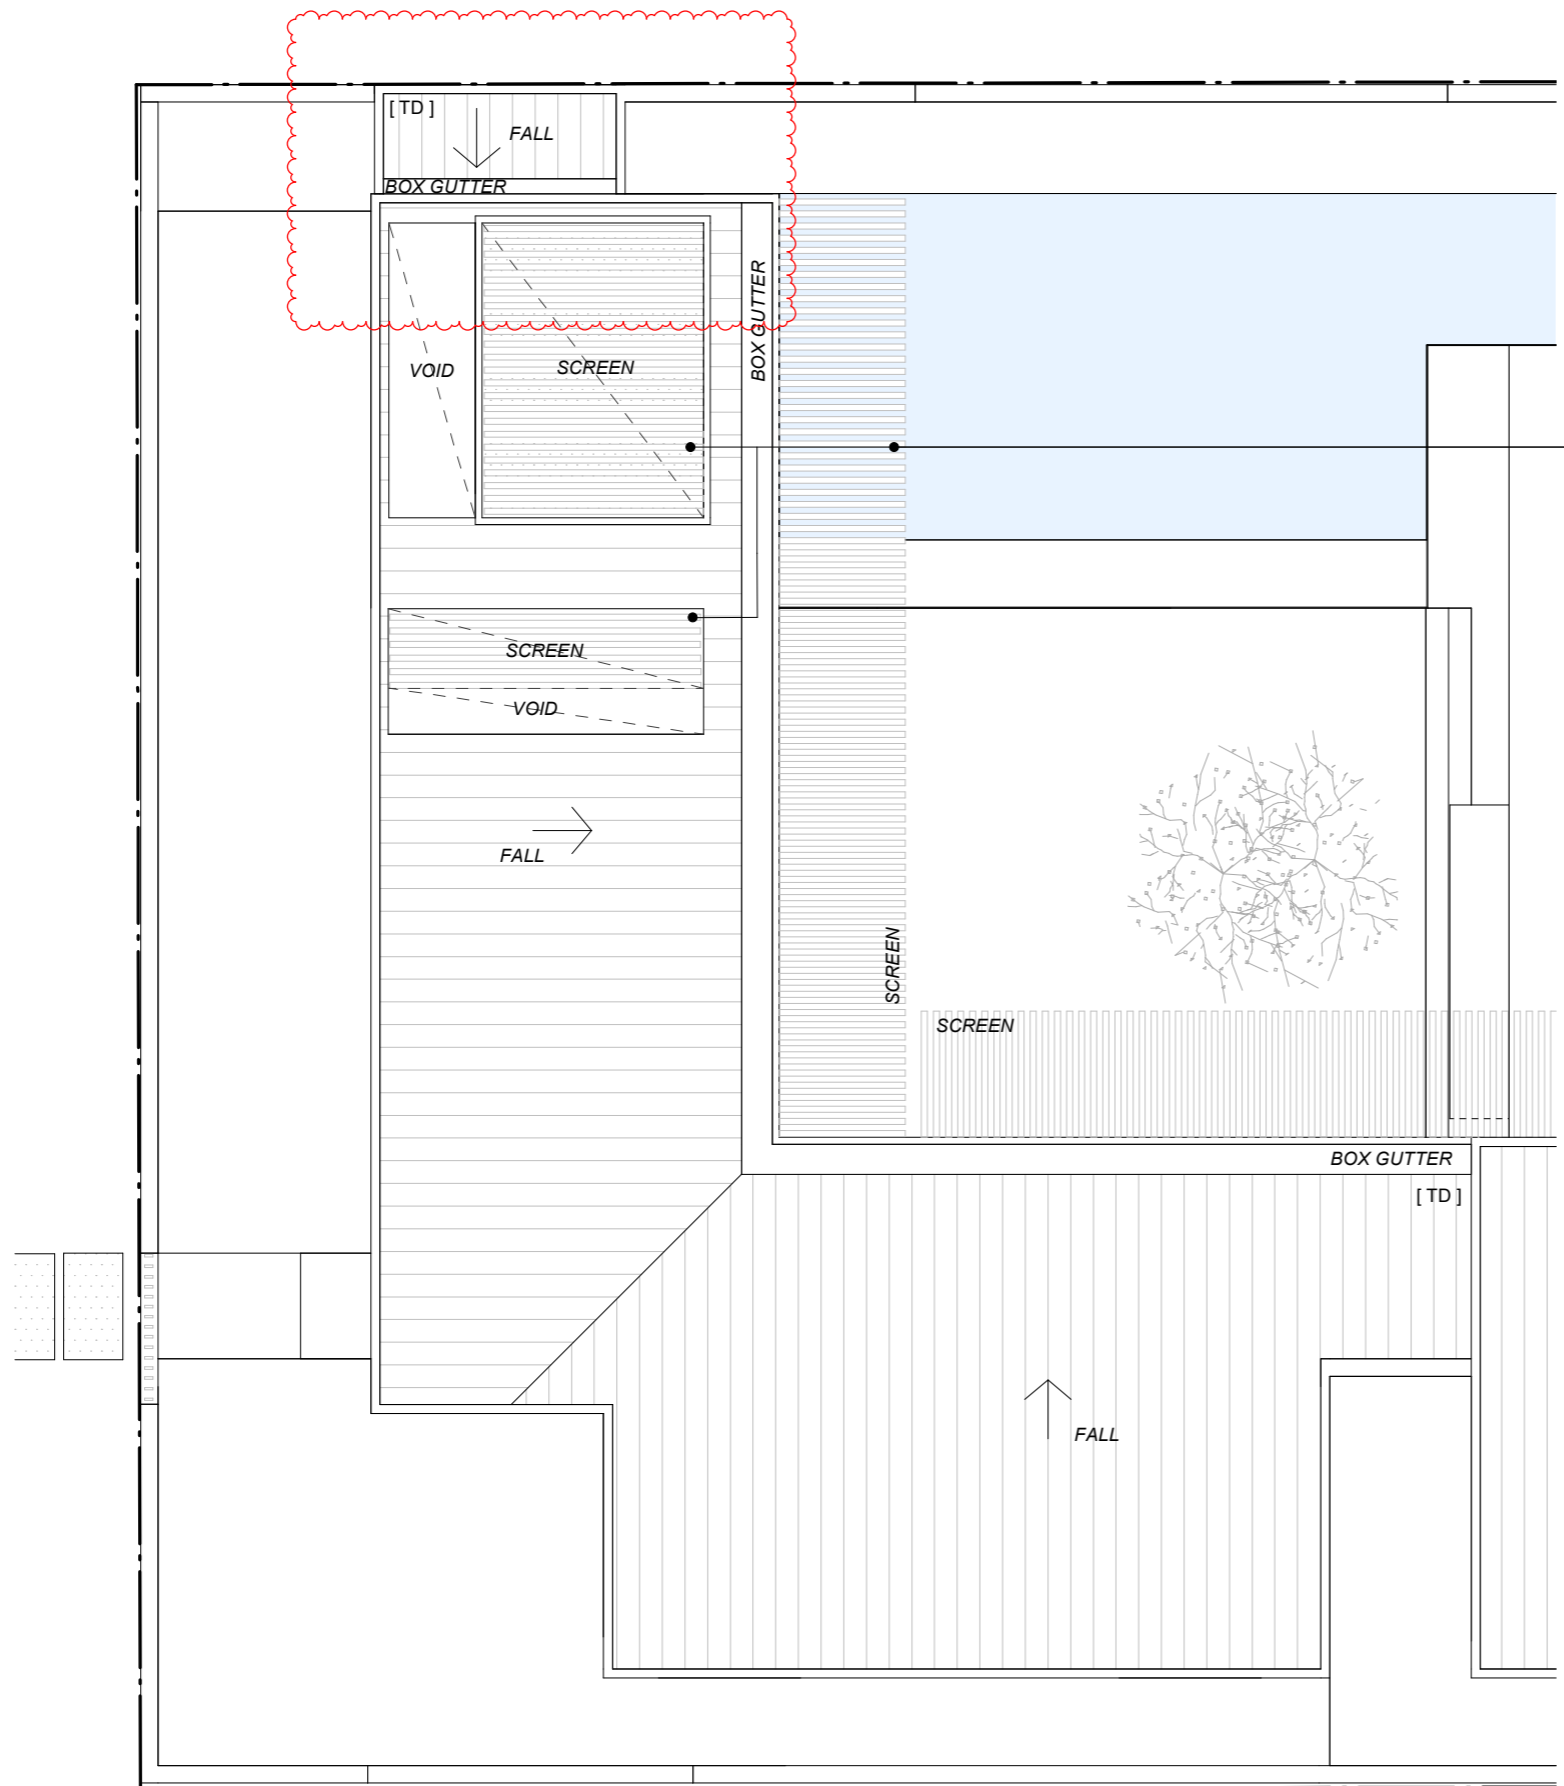 [ TD ]
FALL
BOX GUTTER
BOX GUTTER
VOID
SCREEN
SCREEN
VOID
FALL
SCREEN
SCREEN
BOX GUTTER
[ TD ]
FALL